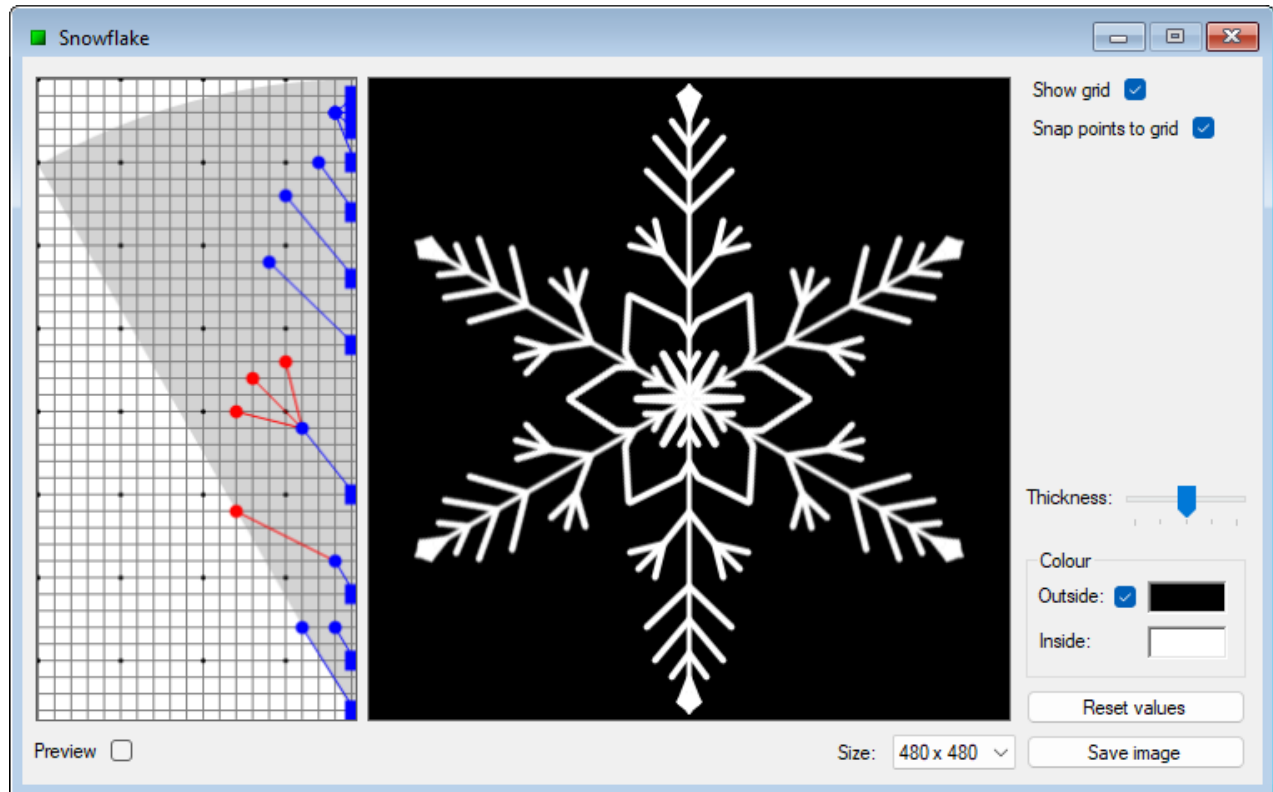 Snowflake
Show grid
Snap points to grid
Thickness:
Colour
Outside:
Inside:
Reset values
Preview
Size: 480 x 480
Save image